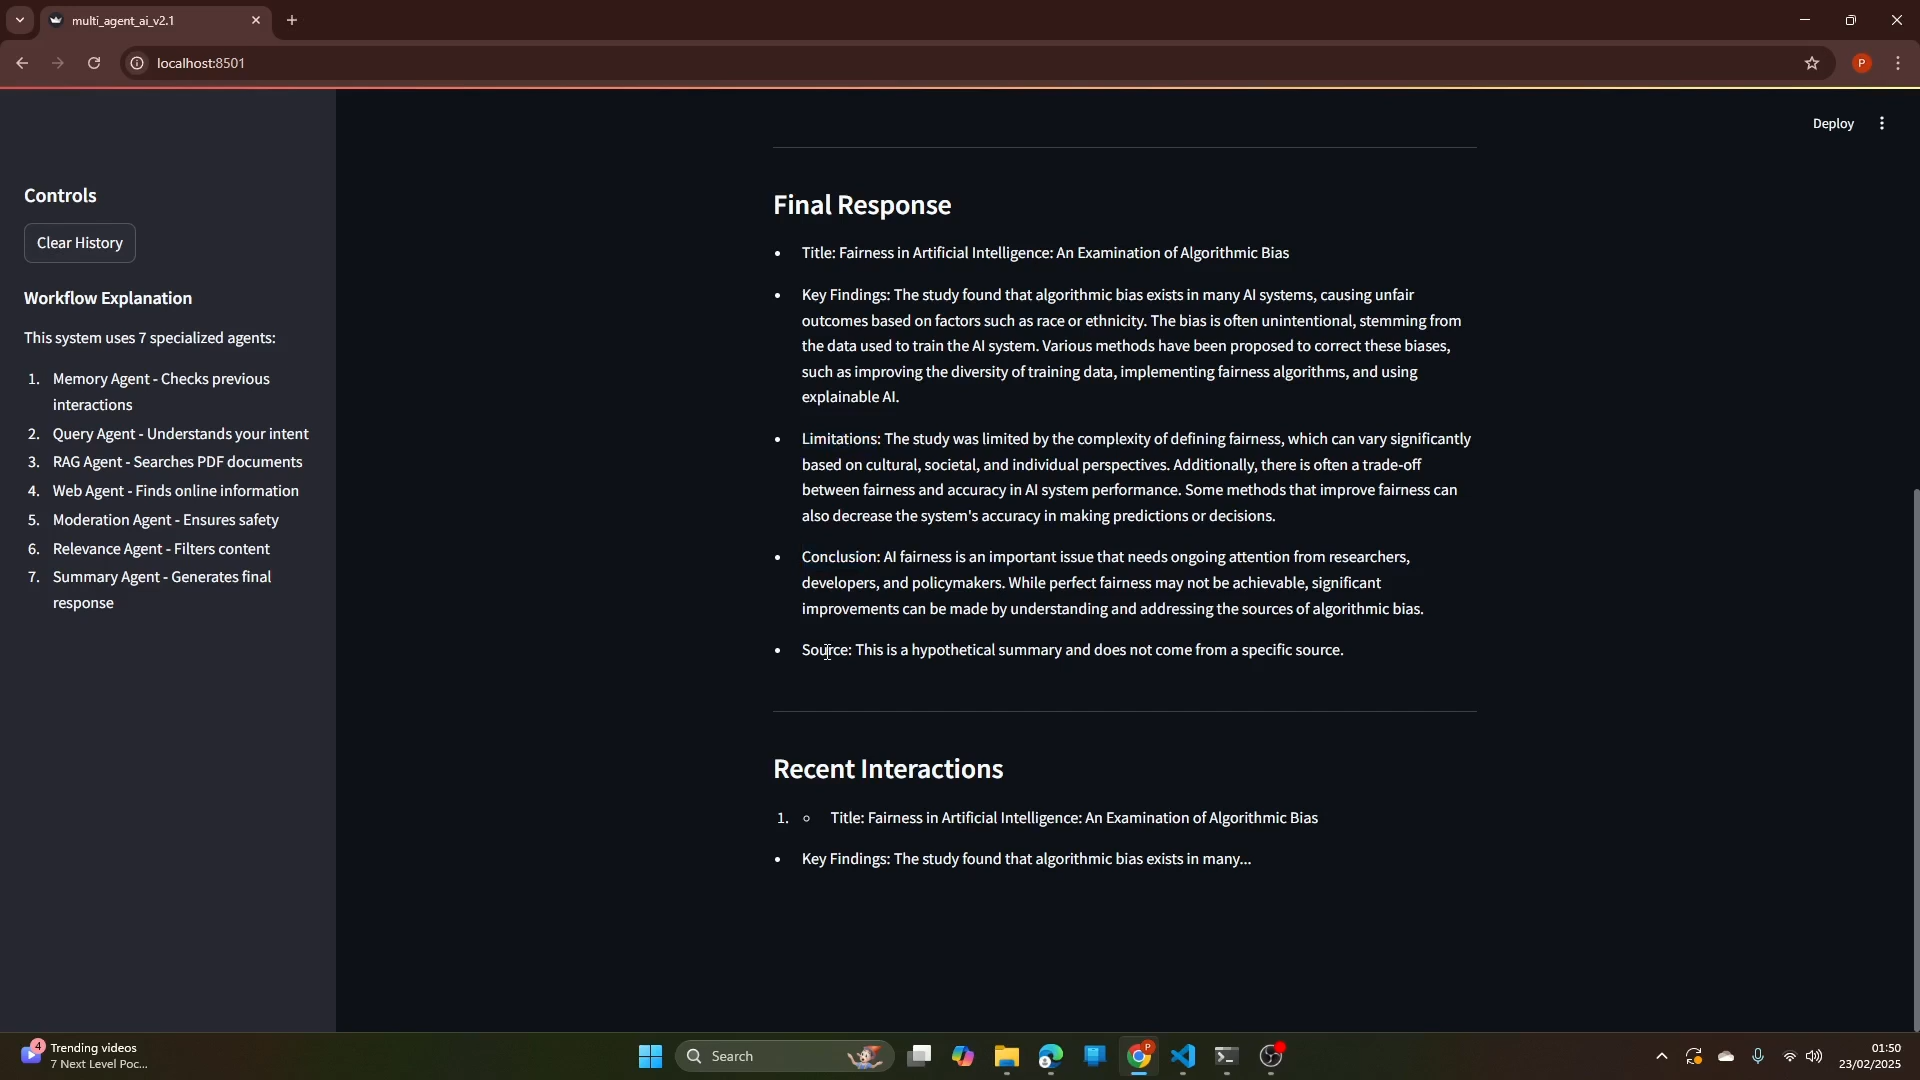 multi_agent_ai_v2.1
localhost:8501
P
Deploy
Controls
Clear History
Workflow Explanation
This system uses 7 specialized agents:
1. Memory Agent - Checks previous
interactions
2. Query Agent - Understands your intent
3. RAG Agent - Searches PDF documents
4. Web Agent - Finds online information
5. Moderation Agent - Ensures safety
6. Relevance Agent - Filters content
7. Summary Agent - Generates final
response
Final Response
• Title: Fairness in Artificial Intelligence: An Examination of Algorithmic Bias
• Key Findings: The study found that algorithmic bias exists in many AI systems, causing unfair
outcomes based on factors such as race or ethnicity. The bias is often unintentional, stemming from
the data used to train the AI system. Various methods have been proposed to correct these biases,
such as improving the diversity of training data, implementing fairness algorithms, and using
explainable AI.
• Limitations: The study was limited by the complexity of defining fairness, which can vary significantly
based on cultural, societal, and individual perspectives. Additionally, there is often a trade-off
between fairness and accuracy in AI system performance. Some methods that improve fairness can
also decrease the system's accuracy in making predictions or decisions.
• Conclusion: AI fairness is an important issue that needs ongoing attention from researchers,
developers, and policymakers. While perfect fairness may not be achievable, significant
improvements can be made by understanding and addressing the sources of algorithmic bias.
• Source: This is a hypothetical summary and does not come from a specific source.
Recent Interactions
1. ◦ Title: Fairness in Artificial Intelligence: An Examination of Algorithmic Bias
• Key Findings: The study found that algorithmic bias exists in many...
4
Trending videos
7 Next Level Poc...
Search
P
01:50
23/02/2025